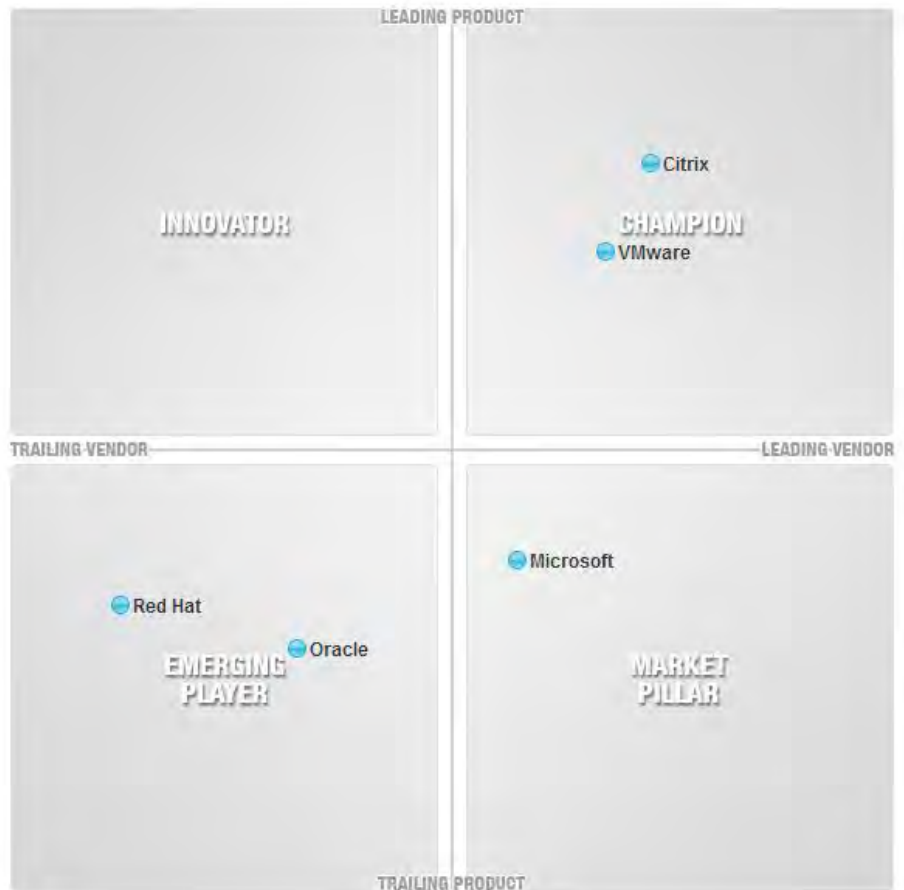 LEADING PRODUCT
Citrix
INNOVATOR
CHAMPION
VMware
TRAILING VENDOR
LEADING VENDOR
Microsoft
Red Hat
Oracle
EMERGING
PLAYER
MARKET
PILLAR
TRAILING PRODUCT